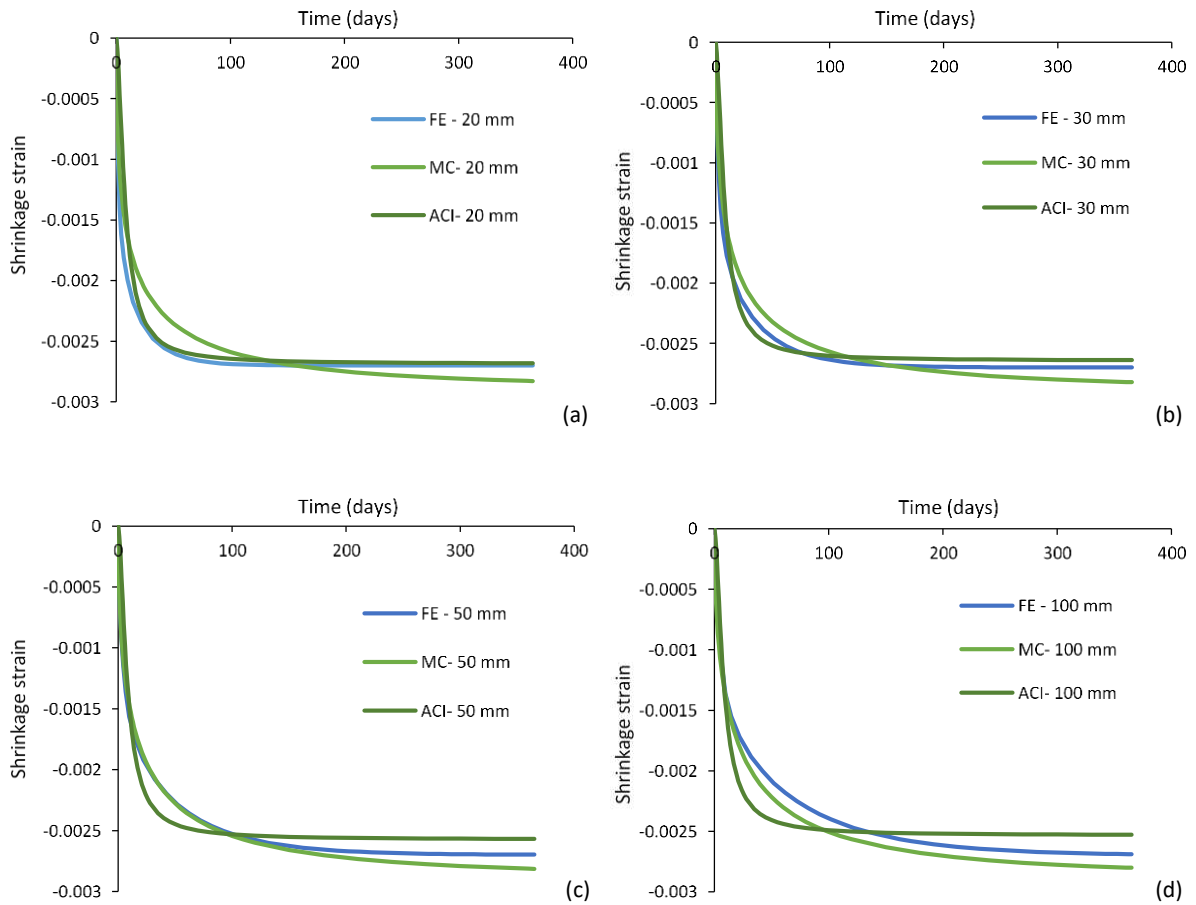 Time (days)
0
0 100 200 300 400
-0.0005
-0.001
-0.0015
-0.002
-0.0025
-0.003
Shrinkage strain
FE - 20 mm
MC- 20 mm
ACI- 20 mm
(a)
Time (days)
0
0 100 200 300 400
-0.0005
-0.001
-0.0015
-0.002
-0.0025
-0.003
Shrinkage strain
FE - 30 mm
MC- 30 mm
ACI- 30 mm
(b)
Time (days)
0
0 100 200 300 400
-0.0005
-0.001
-0.0015
-0.002
-0.0025
-0.003
Shrinkage strain
FE - 50 mm
MC- 50 mm
ACI- 50 mm
(c)
Time (days)
0
0 100 200 300 400
-0.0005
-0.001
-0.0015
-0.002
-0.0025
-0.003
Shrinkage strain
FE - 100 mm
MC- 100 mm
ACI- 100 mm
(d)